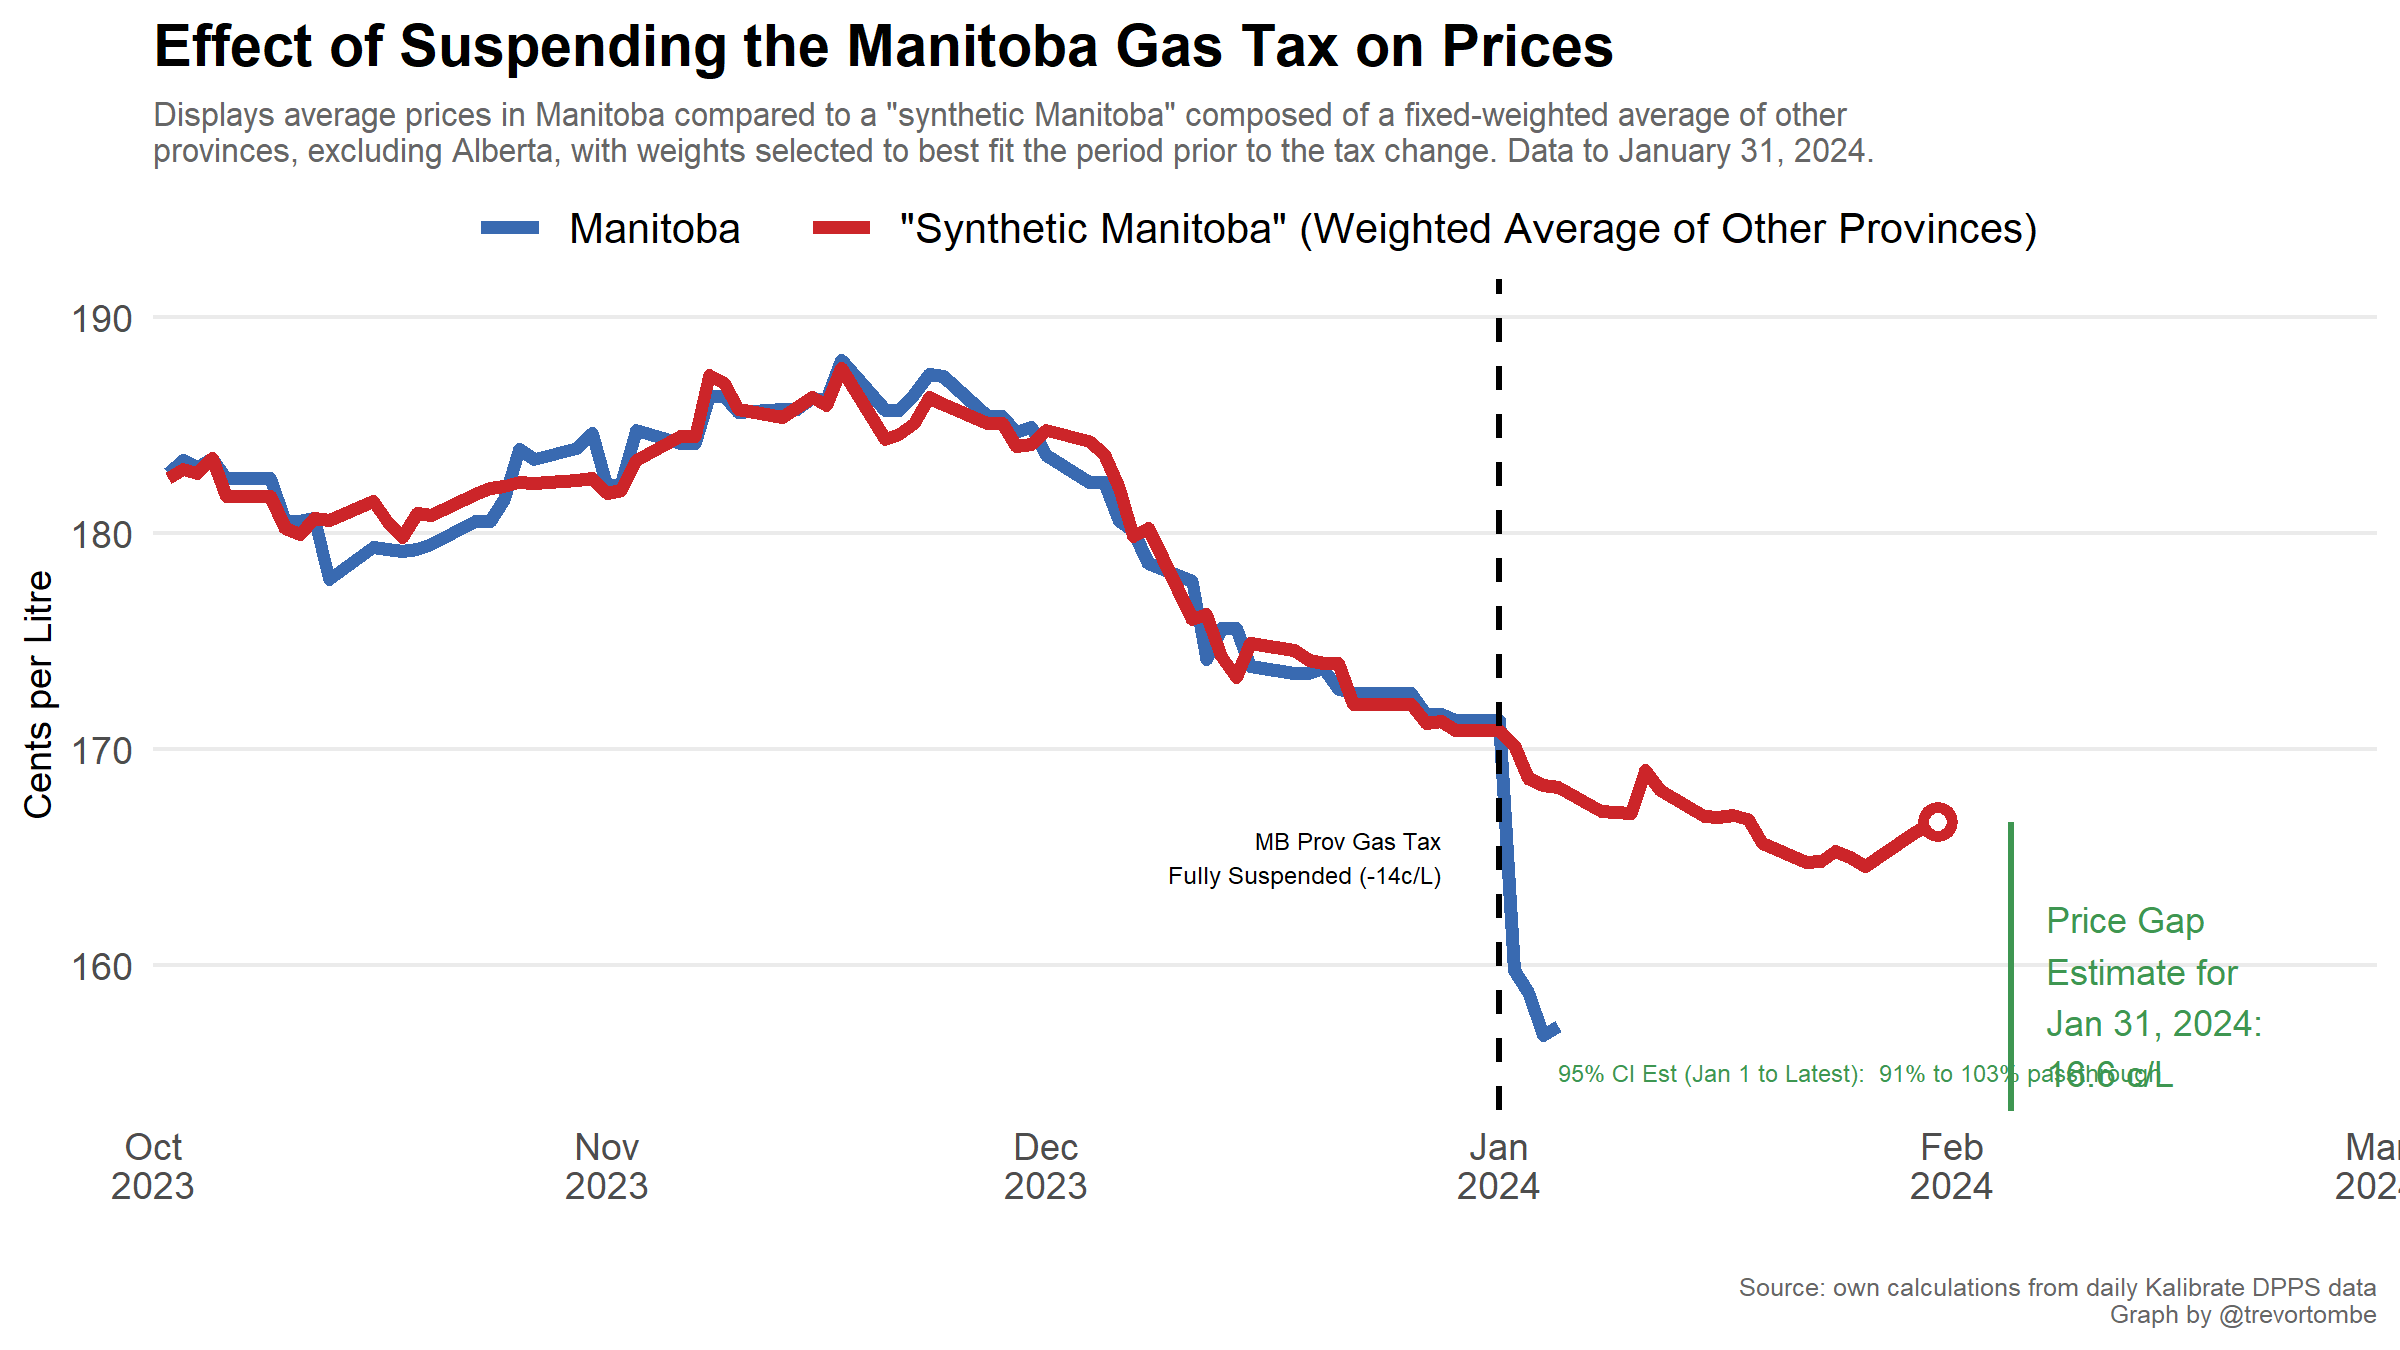 Effect of Suspending the Manitoba Gas Tax on Prices
Displays average prices in Manitoba compared to a "synthetic Manitoba" composed of a fixed-weighted average of other
provinces, excluding Alberta, with weights selected to best fit the period prior to the tax change. Data to January 31, 2024.
Manitoba
"Synthetic Manitoba" (Weighted Average of Other Provinces)
Cents per Litre
190
180
170
160
MB Prov Gas Tax
Fully Suspended (-14c/L)
Price Gap
Estimate for
Jan 31, 2024:
16.6 c/L
95% CI Est (Jan 1 to Latest):  91% to 103% passthrough
Oct
2023
Nov
2023
Dec
2023
Jan
2024
Feb
2024
Mar
2024
Source: own calculations from daily Kalibrate DPPS data
Graph by @trevortombe